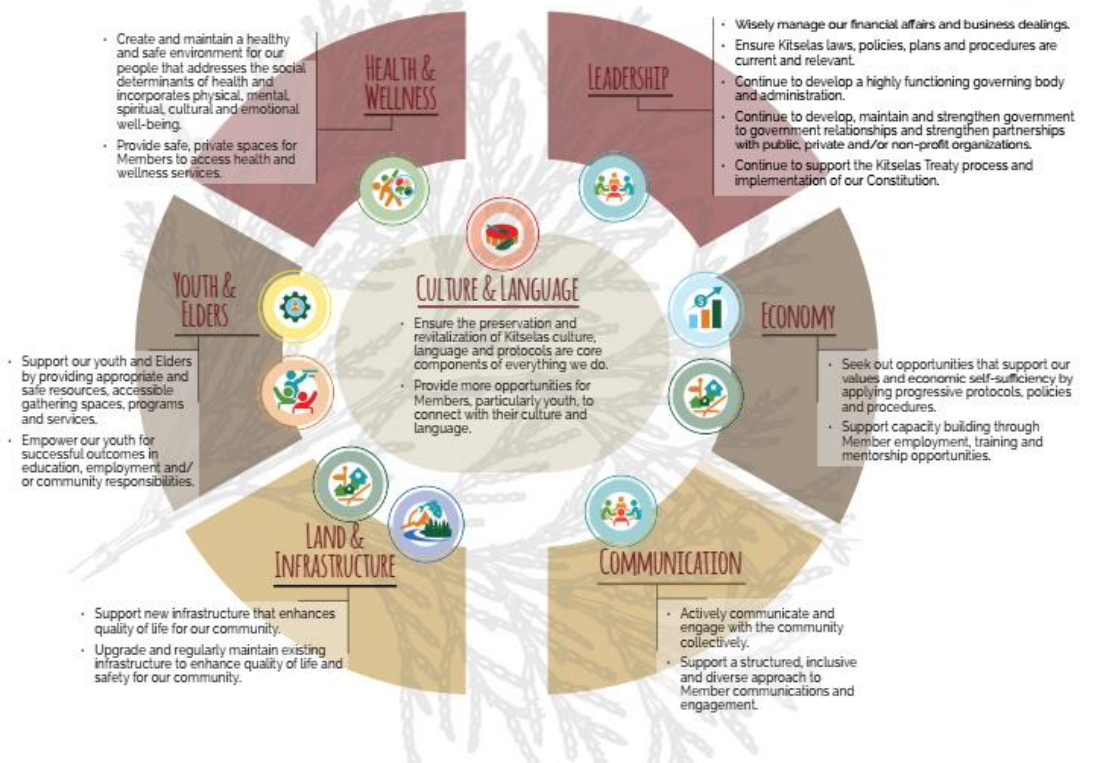 HEALTH &
WELLNESS
• Create and maintain a healthy
and safe environment for our
people that addresses the social
determinants of health and
incorporates physical, mental,
spiritual, cultural and emotional
well-being.
• Provide safe, private spaces for
Members to access health and
wellness services.
LEADERSHIP
• Wisely manage our financial affairs and business dealings.
• Ensure Kitselas laws, policies, plans and procedures are
current and relevant.
• Continue to develop a highly functioning governing body
and administration.
• Continue to develop, maintain and strengthen government
to government relationships and strengthen partnerships
with public, private and/or non-profit organizations.
• Continue to support the Kitselas Treaty process and
implementation of our Constitution.
YOUTH &
ELDERS
• Support our youth and Elders
by providing appropriate and
safe resources, accessible
gathering spaces, programs
and services.
• Empower our youth for
successful outcomes in
education, employment and/
or community responsibilities.
CULTURE & LANGUAGE
• Ensure the preservation and
revitalization of Kitselas culture,
language and protocols are core
components of everything we do.
• Provide more opportunities for
Members, particularly youth, to
connect with their culture and
language.
ECONOMY
• Seek out opportunities that support our
values and economic self-sufficiency by
applying progressive protocols, policies
and procedures.
• Support capacity building through
Member employment, training and
mentorship opportunities.
LAND &
INFRASTRUCTURE
• Support new infrastructure that enhances
quality of life for our community.
• Upgrade and regularly maintain existing
infrastructure to enhance quality of life and
safety for our community.
COMMUNICATION
• Actively communicate and
engage with the community
collectively.
• Support a structured, inclusive
and diverse approach to
Member communications and
engagement.
$